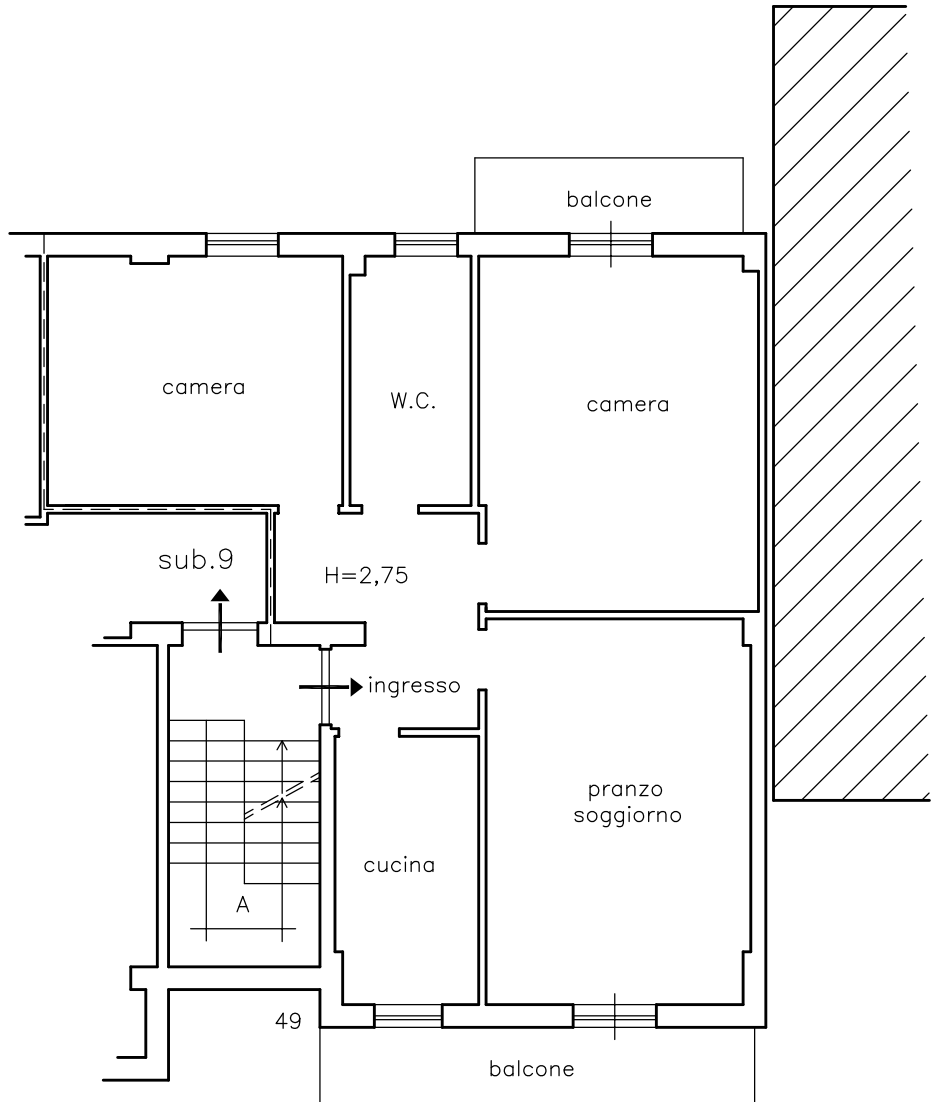 balcone
camera
W.C.
camera
sub.9
H=2,75
ingresso
pranzo
soggiorno
cucina
A
49
balcone